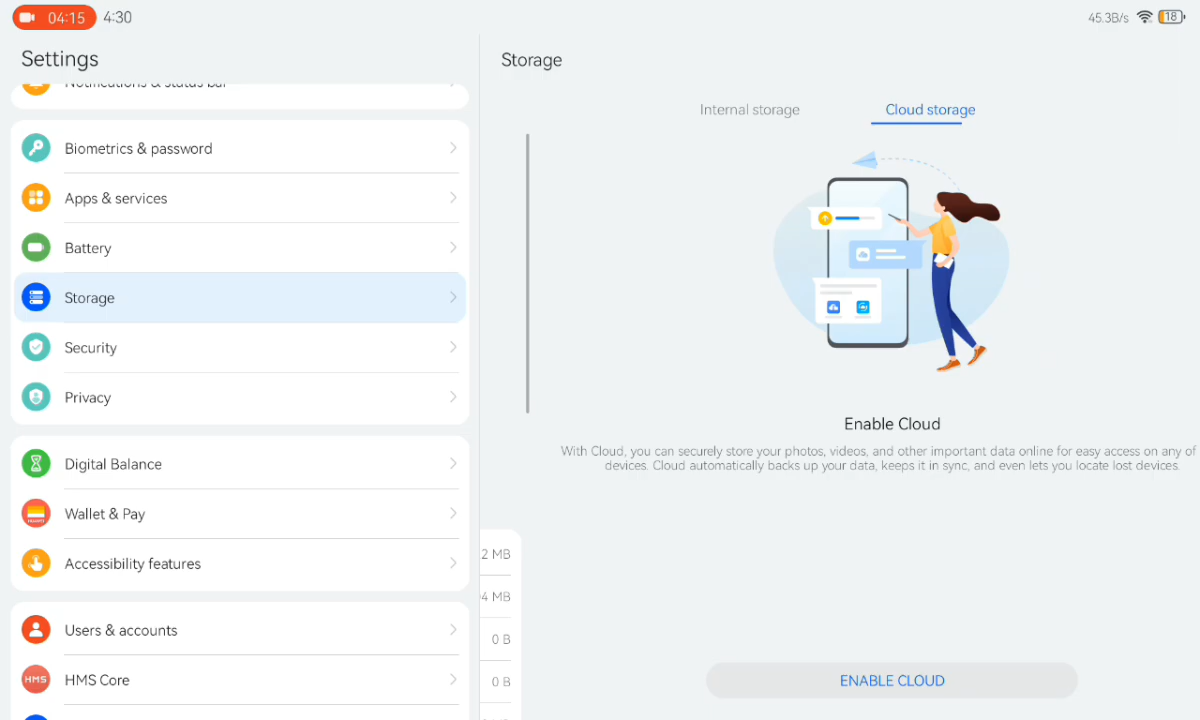 04:15 4:30
45.3B/s 18
Settings
Notifications & status bar
Biometrics & password
Apps & services
Battery
Storage
Security
Privacy
Digital Balance
Wallet & Pay
Accessibility features
Users & accounts
HMS
HMS Core
Storage
Internal storage
Cloud storage
Enable Cloud
With Cloud, you can securely store your photos, videos, and other important data online for easy access on any of
devices. Cloud automatically backs up your data, keeps it in sync, and even lets you locate lost devices.
2 MB
4 MB
0 B
0 B
ENABLE CLOUD